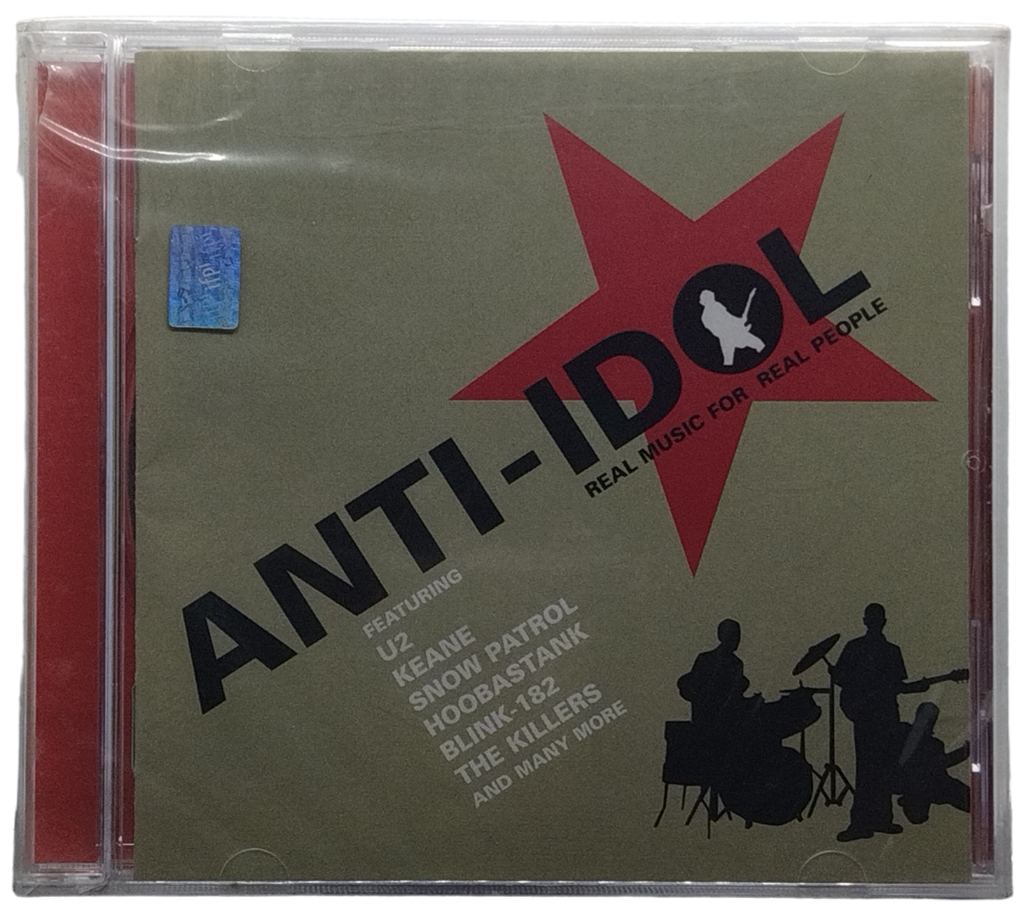 ifpi
ANTI-IDOL
REAL MUSIC FOR REAL PEOPLE
FEATURING
U2
KEANE
SNOW PATROL
HOOBASTANK
BLINK-182
THE KILLERS
AND MANY MORE